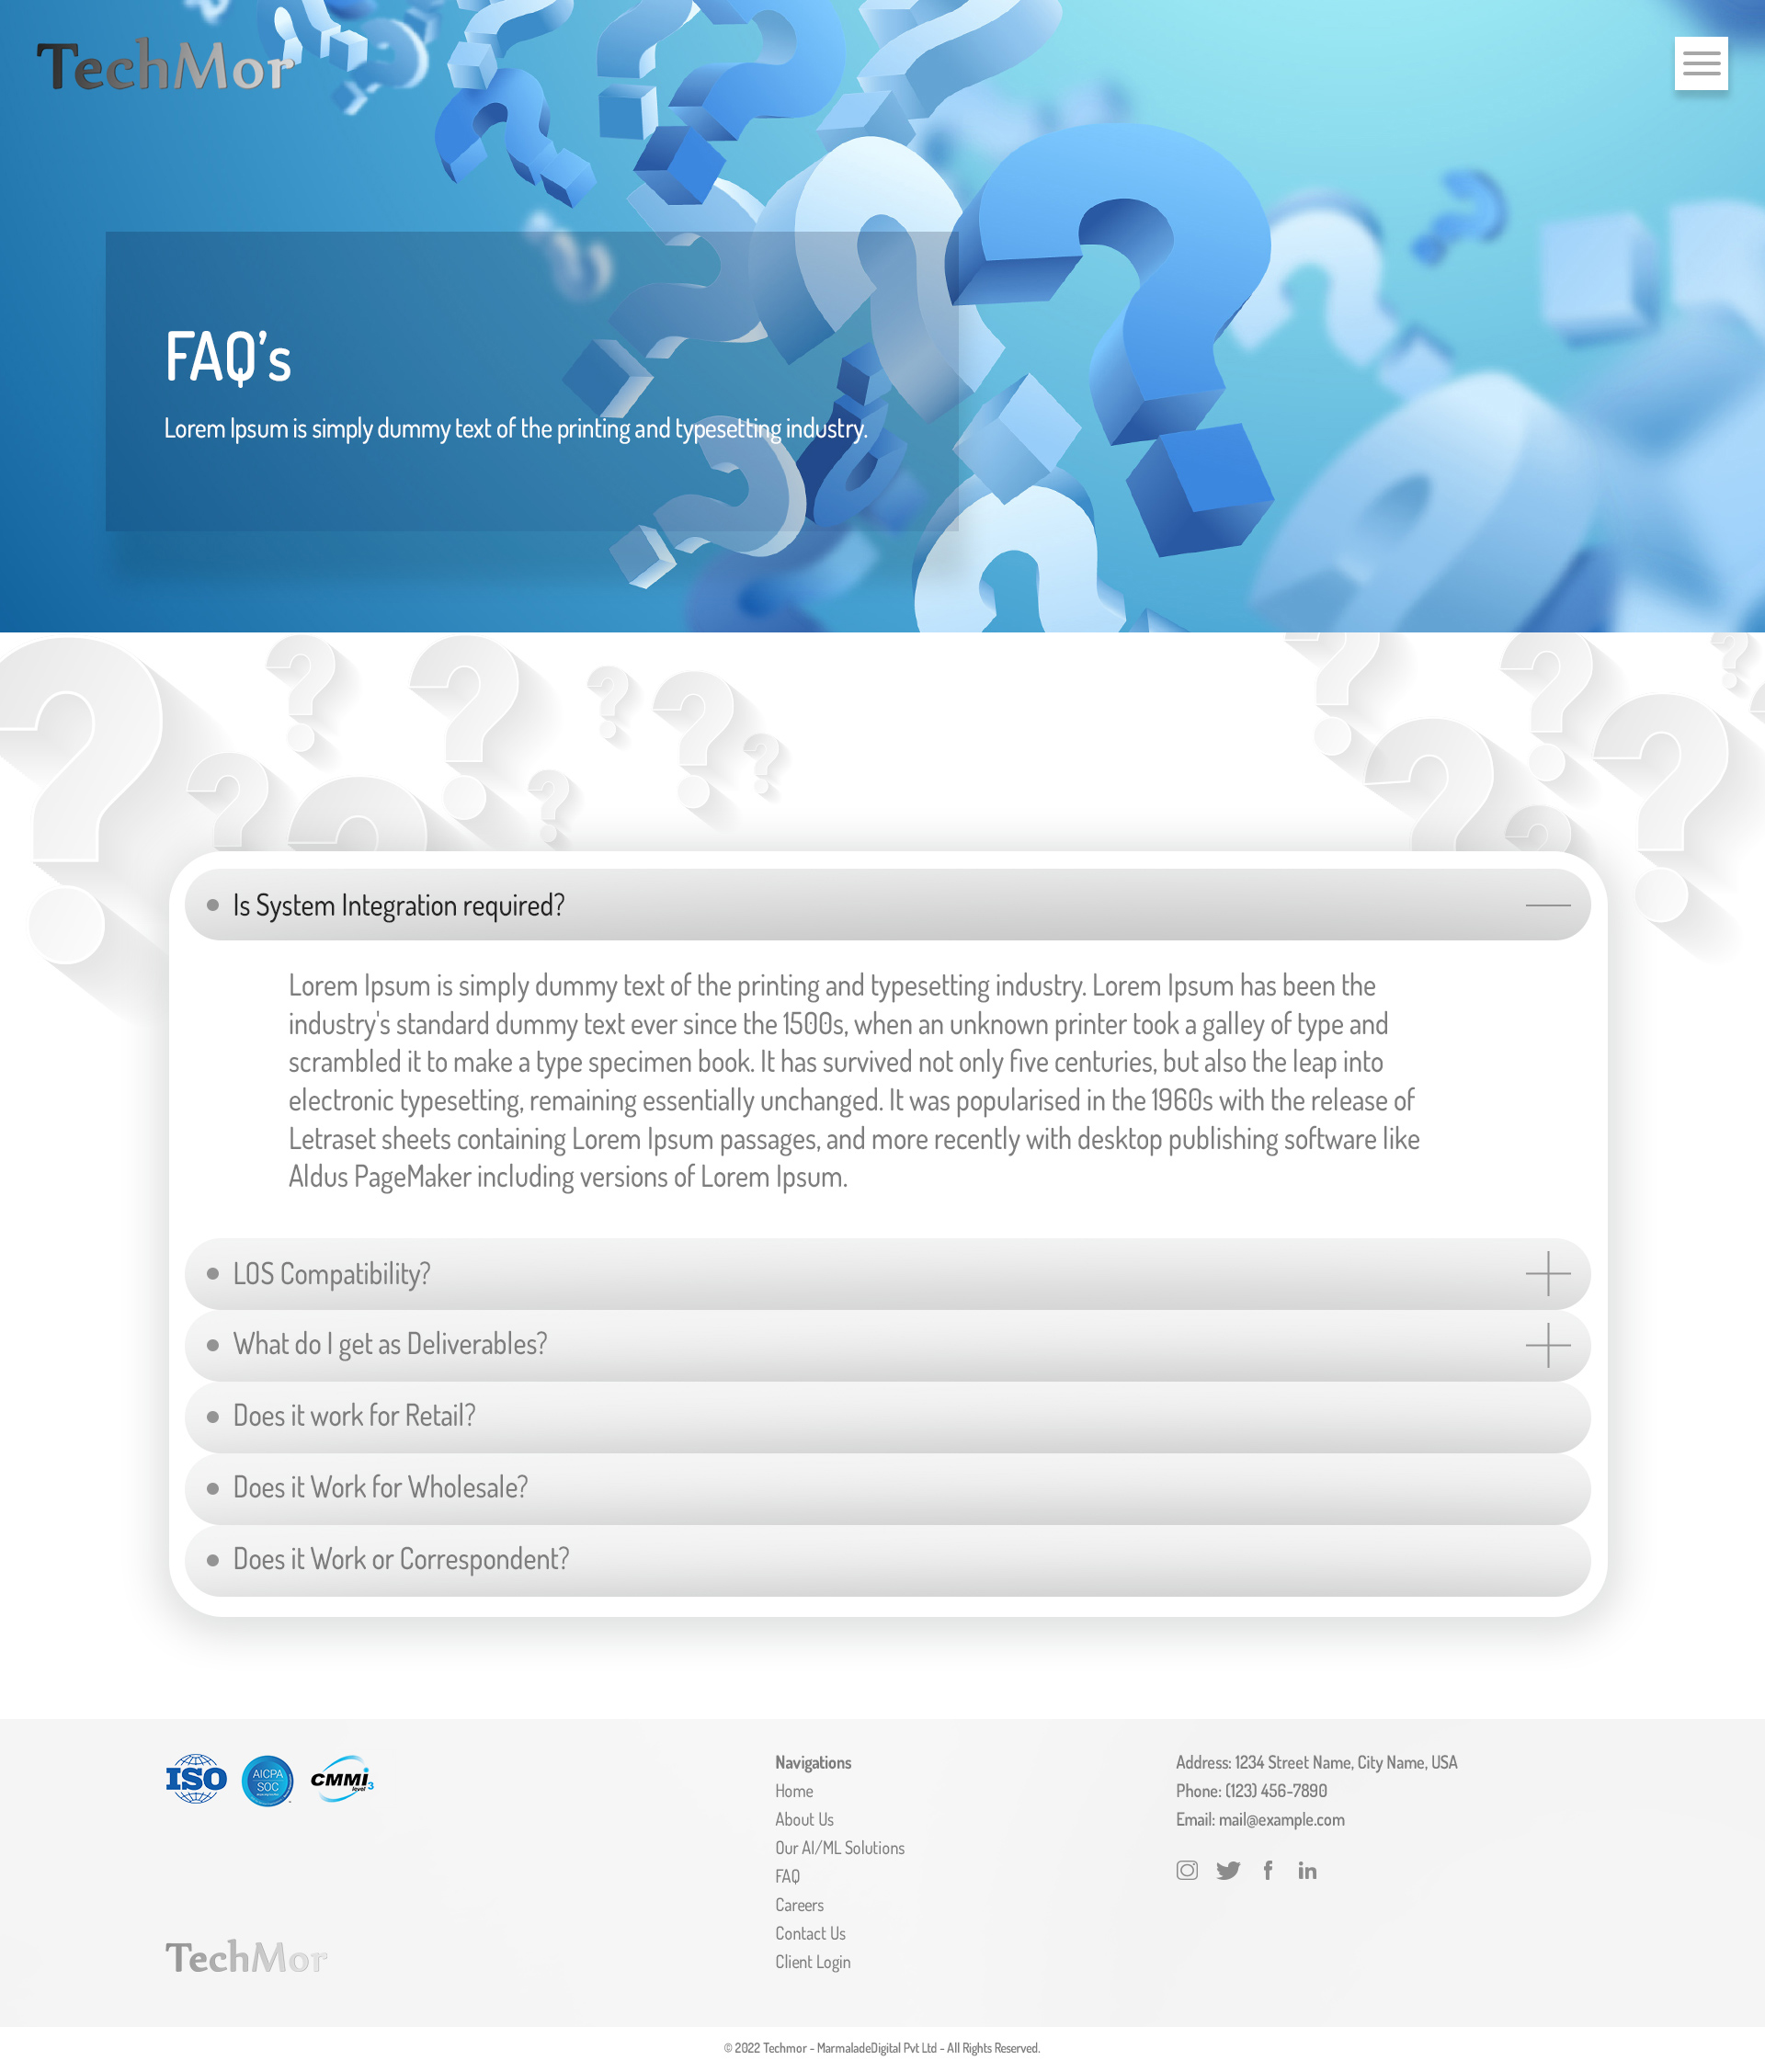 TechMor
FAQ’s
Lorem Ipsum is simply dummy text of the printing and typesetting industry.
Is System Integration required?
Lorem Ipsum is simply dummy text of the printing and typesetting industry. Lorem Ipsum has been the
industry's standard dummy text ever since the 1500s, when an unknown printer took a galley of type and
scrambled it to make a type specimen book. It has survived not only five centuries, but also the leap into
electronic typesetting, remaining essentially unchanged. It was popularised in the 1960s with the release of
Letraset sheets containing Lorem Ipsum passages, and more recently with desktop publishing software like
Aldus PageMaker including versions of Lorem Ipsum.
LOS Compatibility?
What do I get as Deliverables?
Does it work for Retail?
Does it Work for Wholesale?
Does it Work or Correspondent?
ISO
AICPA
SOC
CMMi
level 3
TechMor
Navigations
Home
About Us
Our AI/ML Solutions
FAQ
Careers
Contact Us
Client Login
Address: 1234 Street Name, City Name, USA
Phone: (123) 456-7890
Email: mail@example.com
© 2022 Techmor - MarmaladeDigital Pvt Ltd - All Rights Reserved.